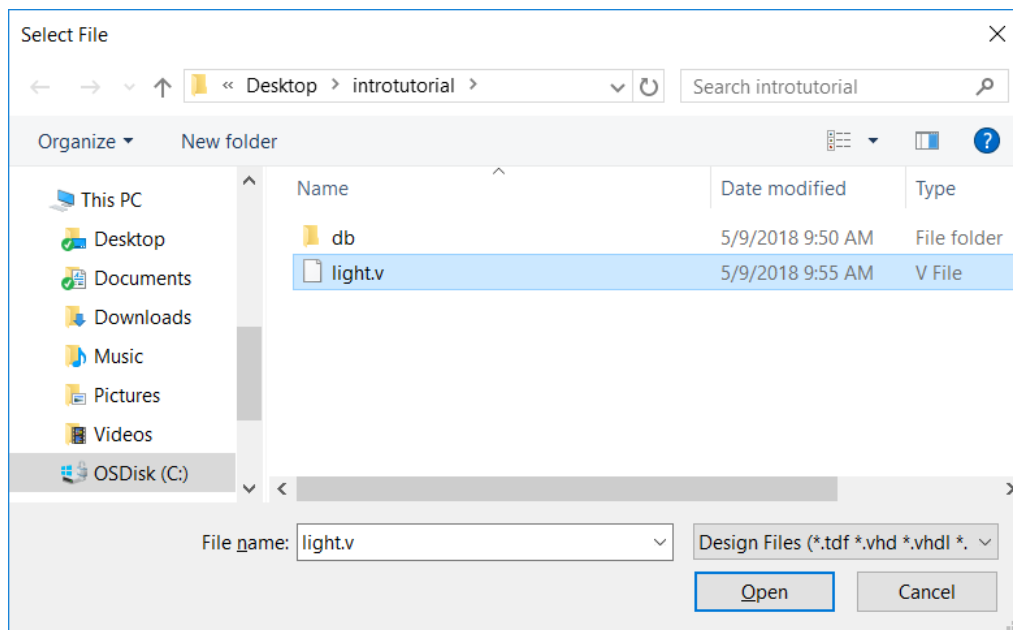 Select File
« Desktop > introtutorial >
Search introtutorial
Organize
New folder
?
Name
Date modified
Type
This PC
Desktop
Documents
Downloads
Music
Pictures
Videos
OSDisk (C:)
db 5/9/2018 9:50 AM File folder
light.v 5/9/2018 9:55 AM V File
File name: light.v
Design Files (*.tdf *.vhd *.vhdl *.
Open
Cancel